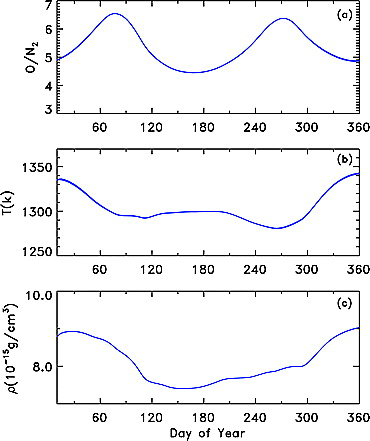 7
6
5
4
3
O/N2
(a)
60 120 180 240 300 360
1350
1300
1250
T(k)
(b)
60 120 180 240 300 360
10.0
8.0
ρ(10⁻¹⁵g/cm³)
(c)
60 120 180 240 300 360
Day of Year